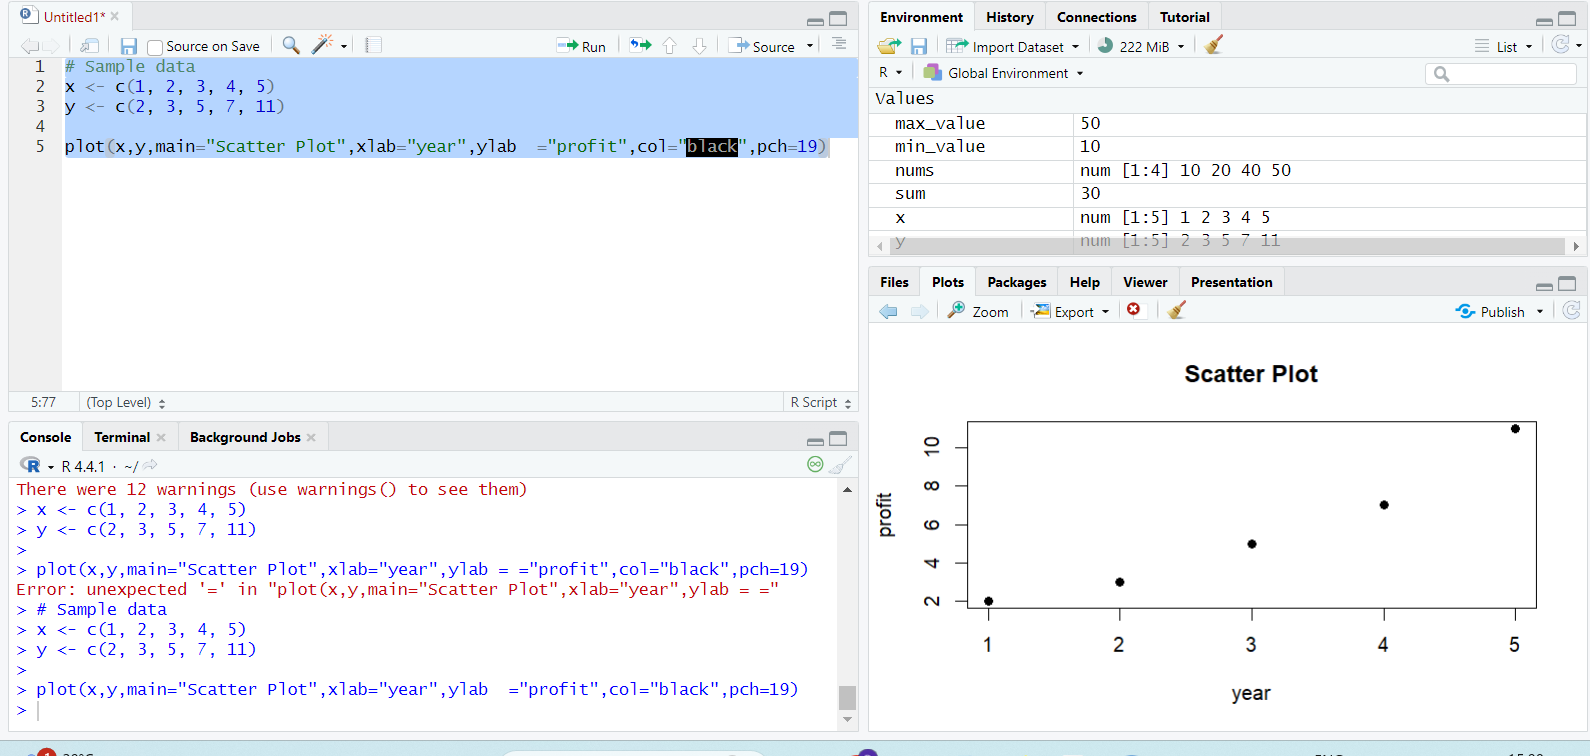 Untitled1*
Source on Save
Run
Source
1 # Sample data
2 x <- c(1, 2, 3, 4, 5)
3 y <- c(2, 3, 5, 7, 11)
4
5 plot(x,y,main="Scatter Plot",xlab="year",ylab  ="profit",col="black",pch=19)
5:77 (Top Level) R Script
Console Terminal Background Jobs
R 4.4.1 · ~/
There were 12 warnings (use warnings() to see them)
> x <- c(1, 2, 3, 4, 5)
> y <- c(2, 3, 5, 7, 11)
>
> plot(x,y,main="Scatter Plot",xlab="year",ylab = ="profit",col="black",pch=19)
Error: unexpected '=' in "plot(x,y,main="Scatter Plot",xlab="year",ylab = ="
> # Sample data
> x <- c(1, 2, 3, 4, 5)
> y <- c(2, 3, 5, 7, 11)
>
> plot(x,y,main="Scatter Plot",xlab="year",ylab  ="profit",col="black",pch=19)
>
Environment History Connections Tutorial
Import Dataset 222 MiB List
R Global Environment
Values
max_value 50
min_value 10
nums num [1:4] 10 20 40 50
sum 30
x num [1:5] 1 2 3 4 5
y num [1:5] 2 3 5 7 11
Files Plots Packages Help Viewer Presentation
Zoom Export Publish
Scatter Plot
profit
10
8
6
4
2
1 2 3 4 5
year